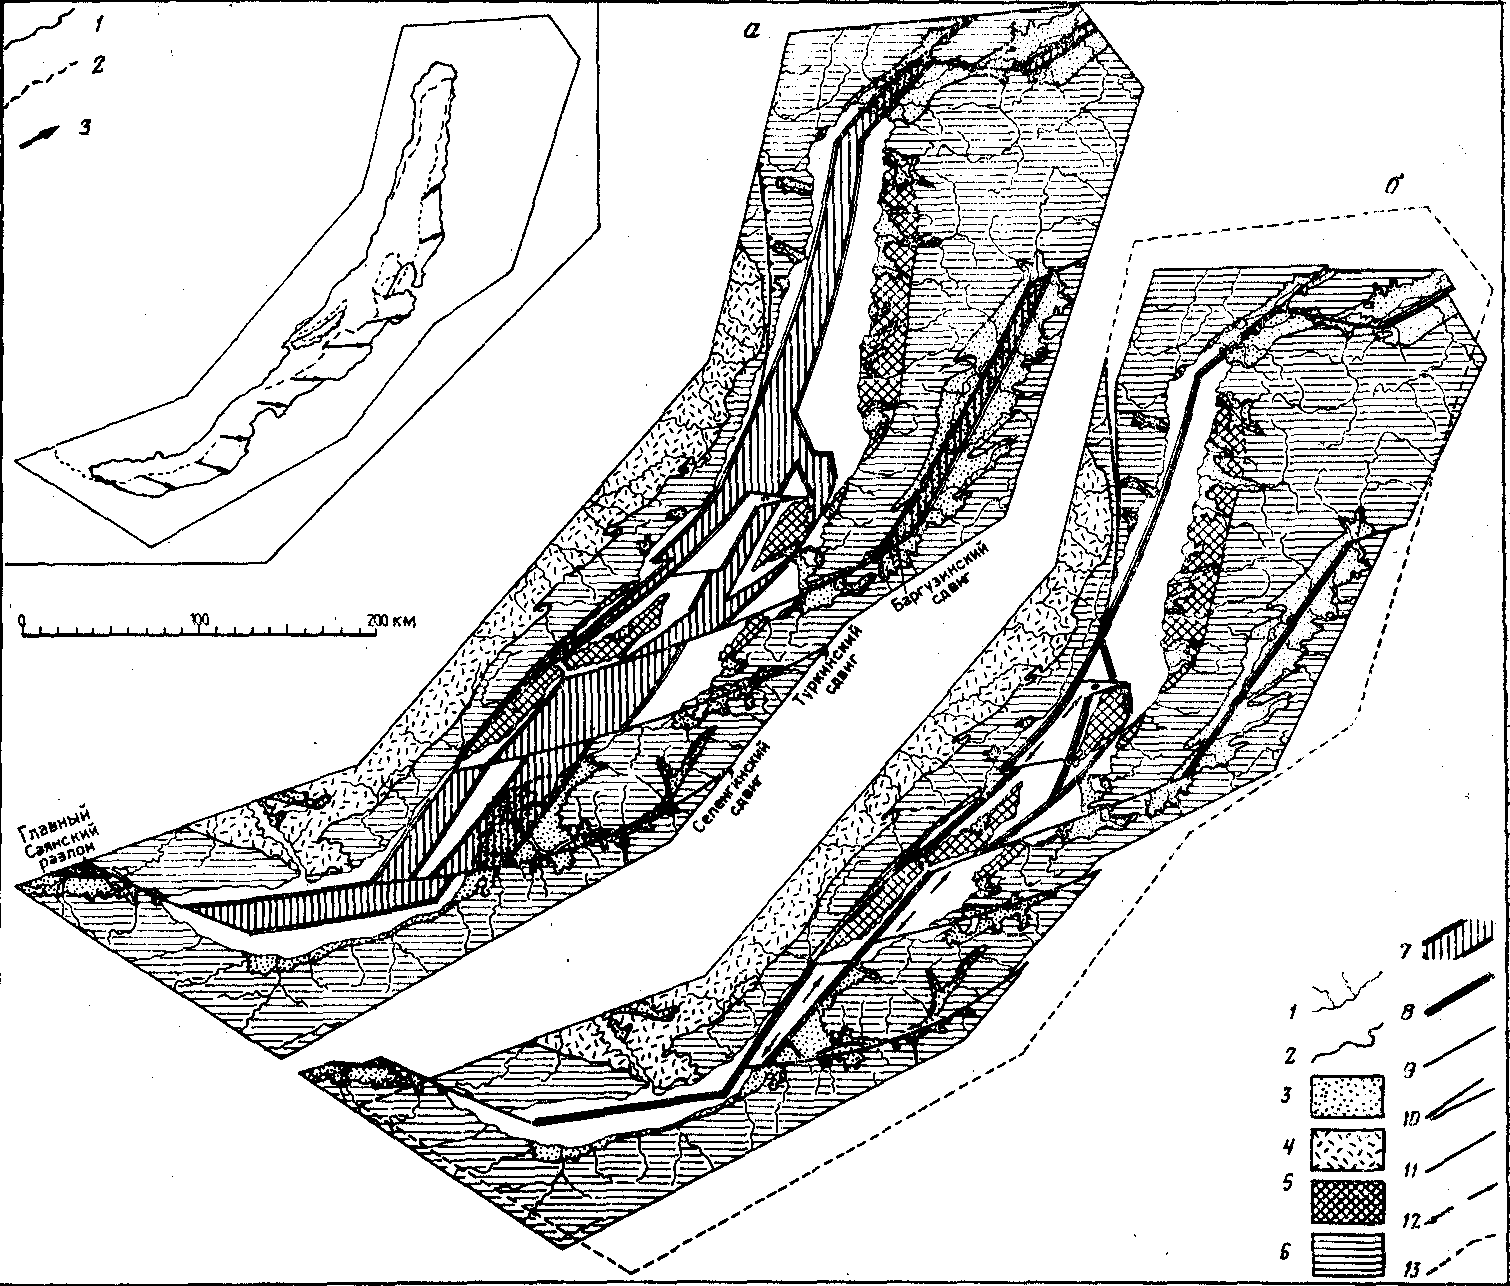 1
2
3
а
б
0 100 200 км
Главный
Саянский
разлом
Баргузинский
сдвиг
Туркинский
сдвиг
Селенгинский
сдвиг
1
2
3
4
5
6
7
8
9
10
11
12
13